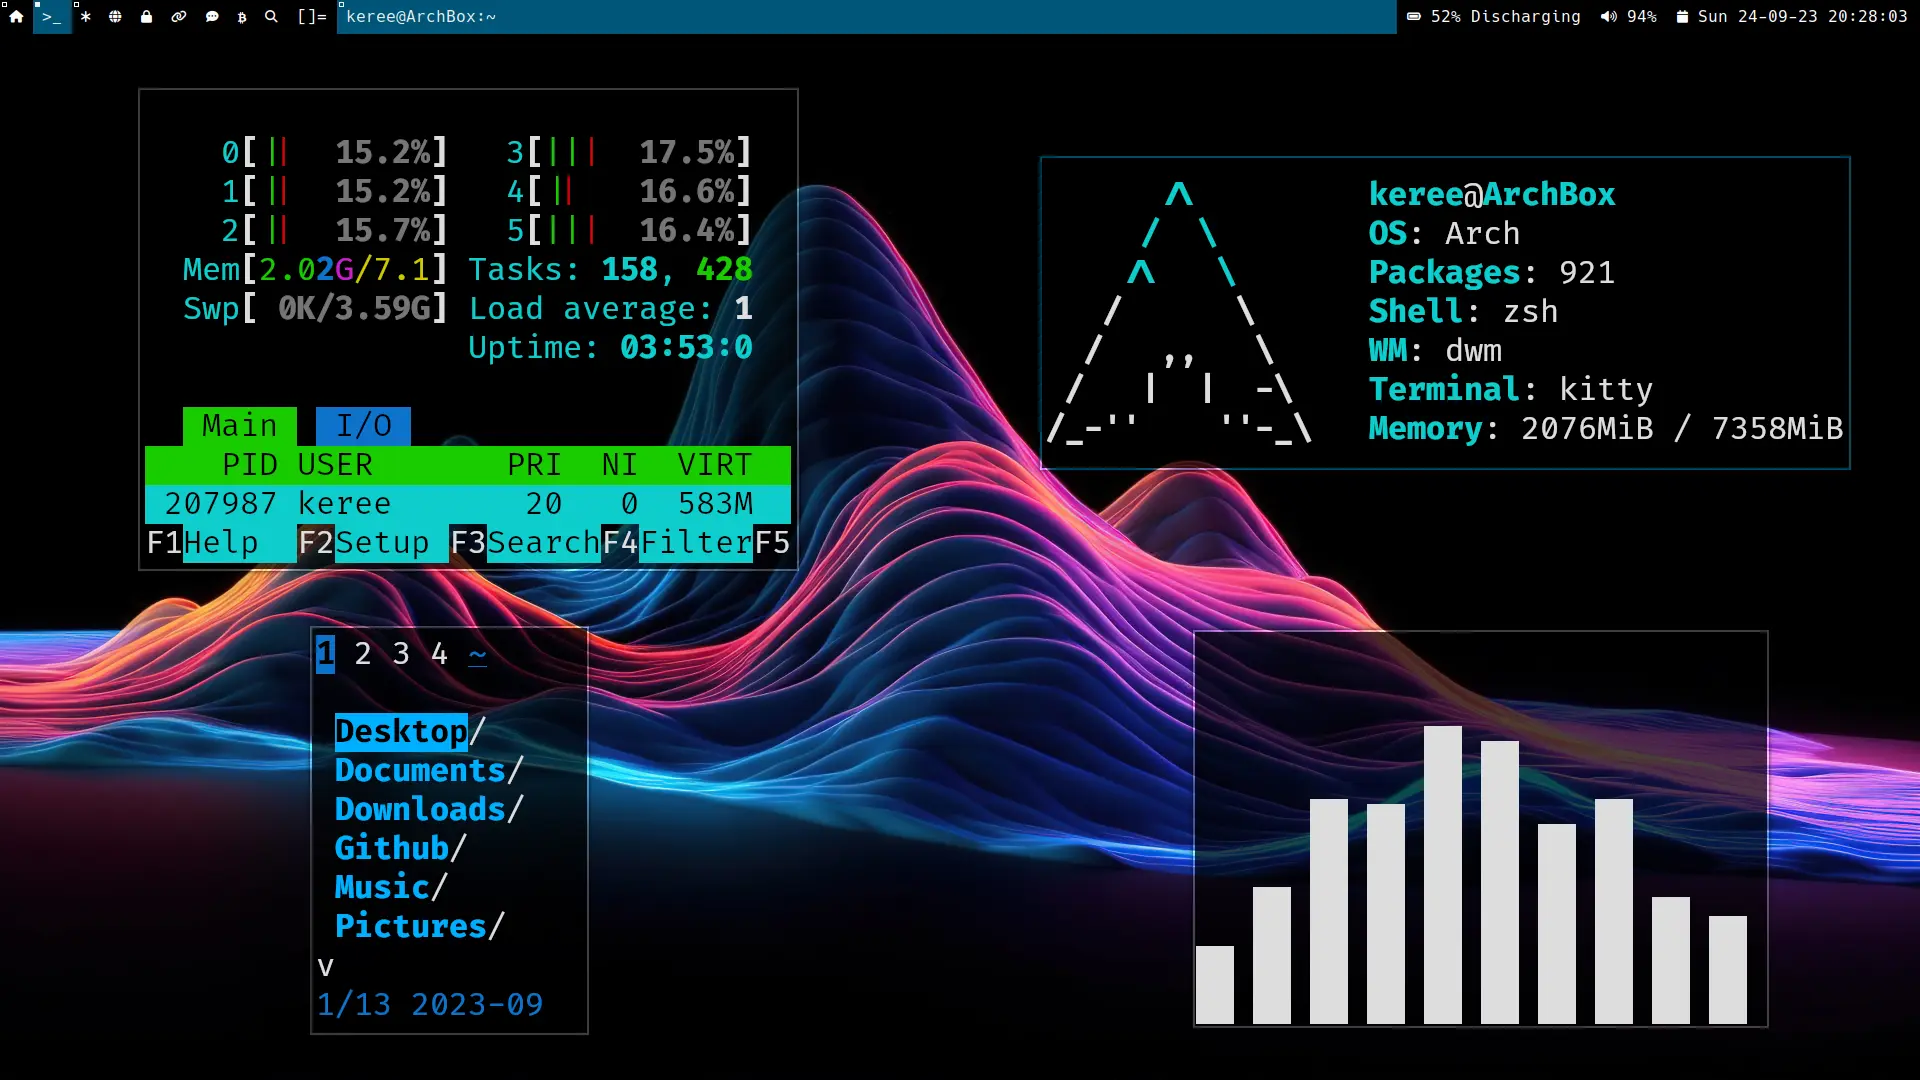 >_ []= keree@ArchBox:~ 52% Discharging 94% Sun 24-09-23 20:28:03
0[|| 15.2%] 3[||| 17.5%]
1[|| 15.2%] 4[|| 16.6%]
2[|| 15.7%] 5[||| 16.4%]
Mem[2.02G/7.1] Tasks: 158, 428
Swp[ 0K/3.59G] Load average: 1
Uptime: 03:53:0
Main I/O
PID USER PRI NI VIRT
207987 keree 20 0 583M
F1Help F2Setup F3SearchF4FilterF5
keree@ArchBox
OS: Arch
Packages: 921
Shell: zsh
WM: dwm
Terminal: kitty
Memory: 2076MiB / 7358MiB
1 2 3 4 ~
Desktop/
Documents/
Downloads/
Github/
Music/
Pictures/
v
1/13 2023-09